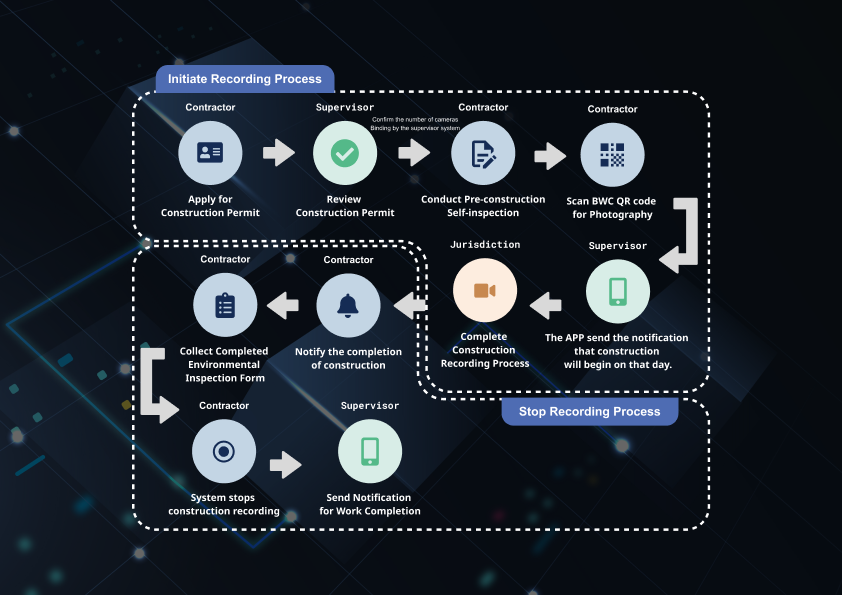 Initiate Recording Process
Contractor
Apply for
Construction Permit
Supervisor
Review
Construction Permit
Confirm the number of cameras
Binding by the supervisor system
Contractor
Conduct Pre-construction
Self-inspection
Contractor
Scan BWC QR code
for Photography
Supervisor
The APP send the notification
that construction
will begin on that day.
Jurisdiction
Complete
Construction
Recording Process
Stop Recording Process
Contractor
Notify the completion
of construction
Contractor
Collect Completed
Environmental
Inspection Form
Contractor
System stops
construction recording
Supervisor
Send Notification
for Work Completion